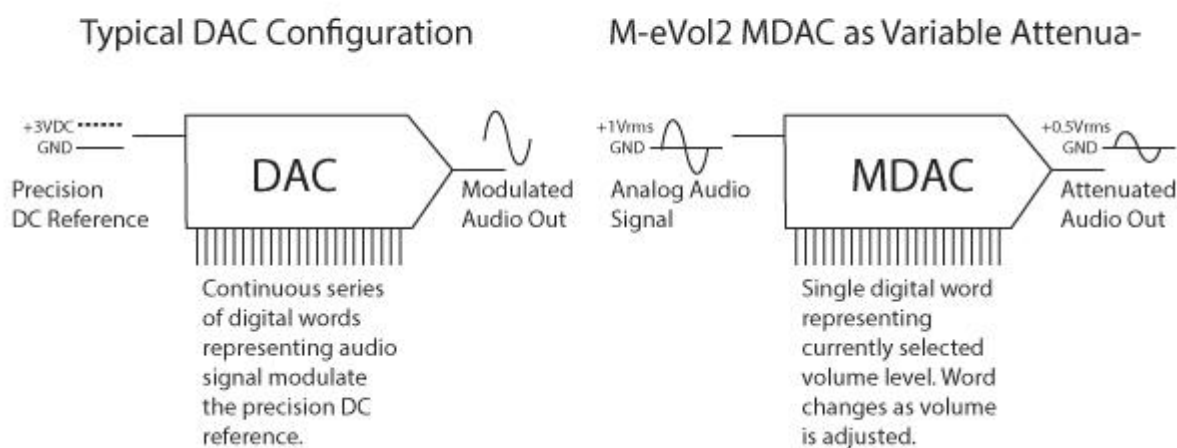 Typical DAC Configuration
+3VDC
GND
DAC
Precision
DC Reference
Modulated
Audio Out
Continuous series
of digital words
representing audio
signal modulate
the precision DC
reference.
M-eVol2 MDAC as Variable Attenua-
+1Vrms
GND
MDAC
+0.5Vrms
GND
Analog Audio
Signal
Attenuated
Audio Out
Single digital word
representing
currently selected
volume level. Word
changes as volume
is adjusted.